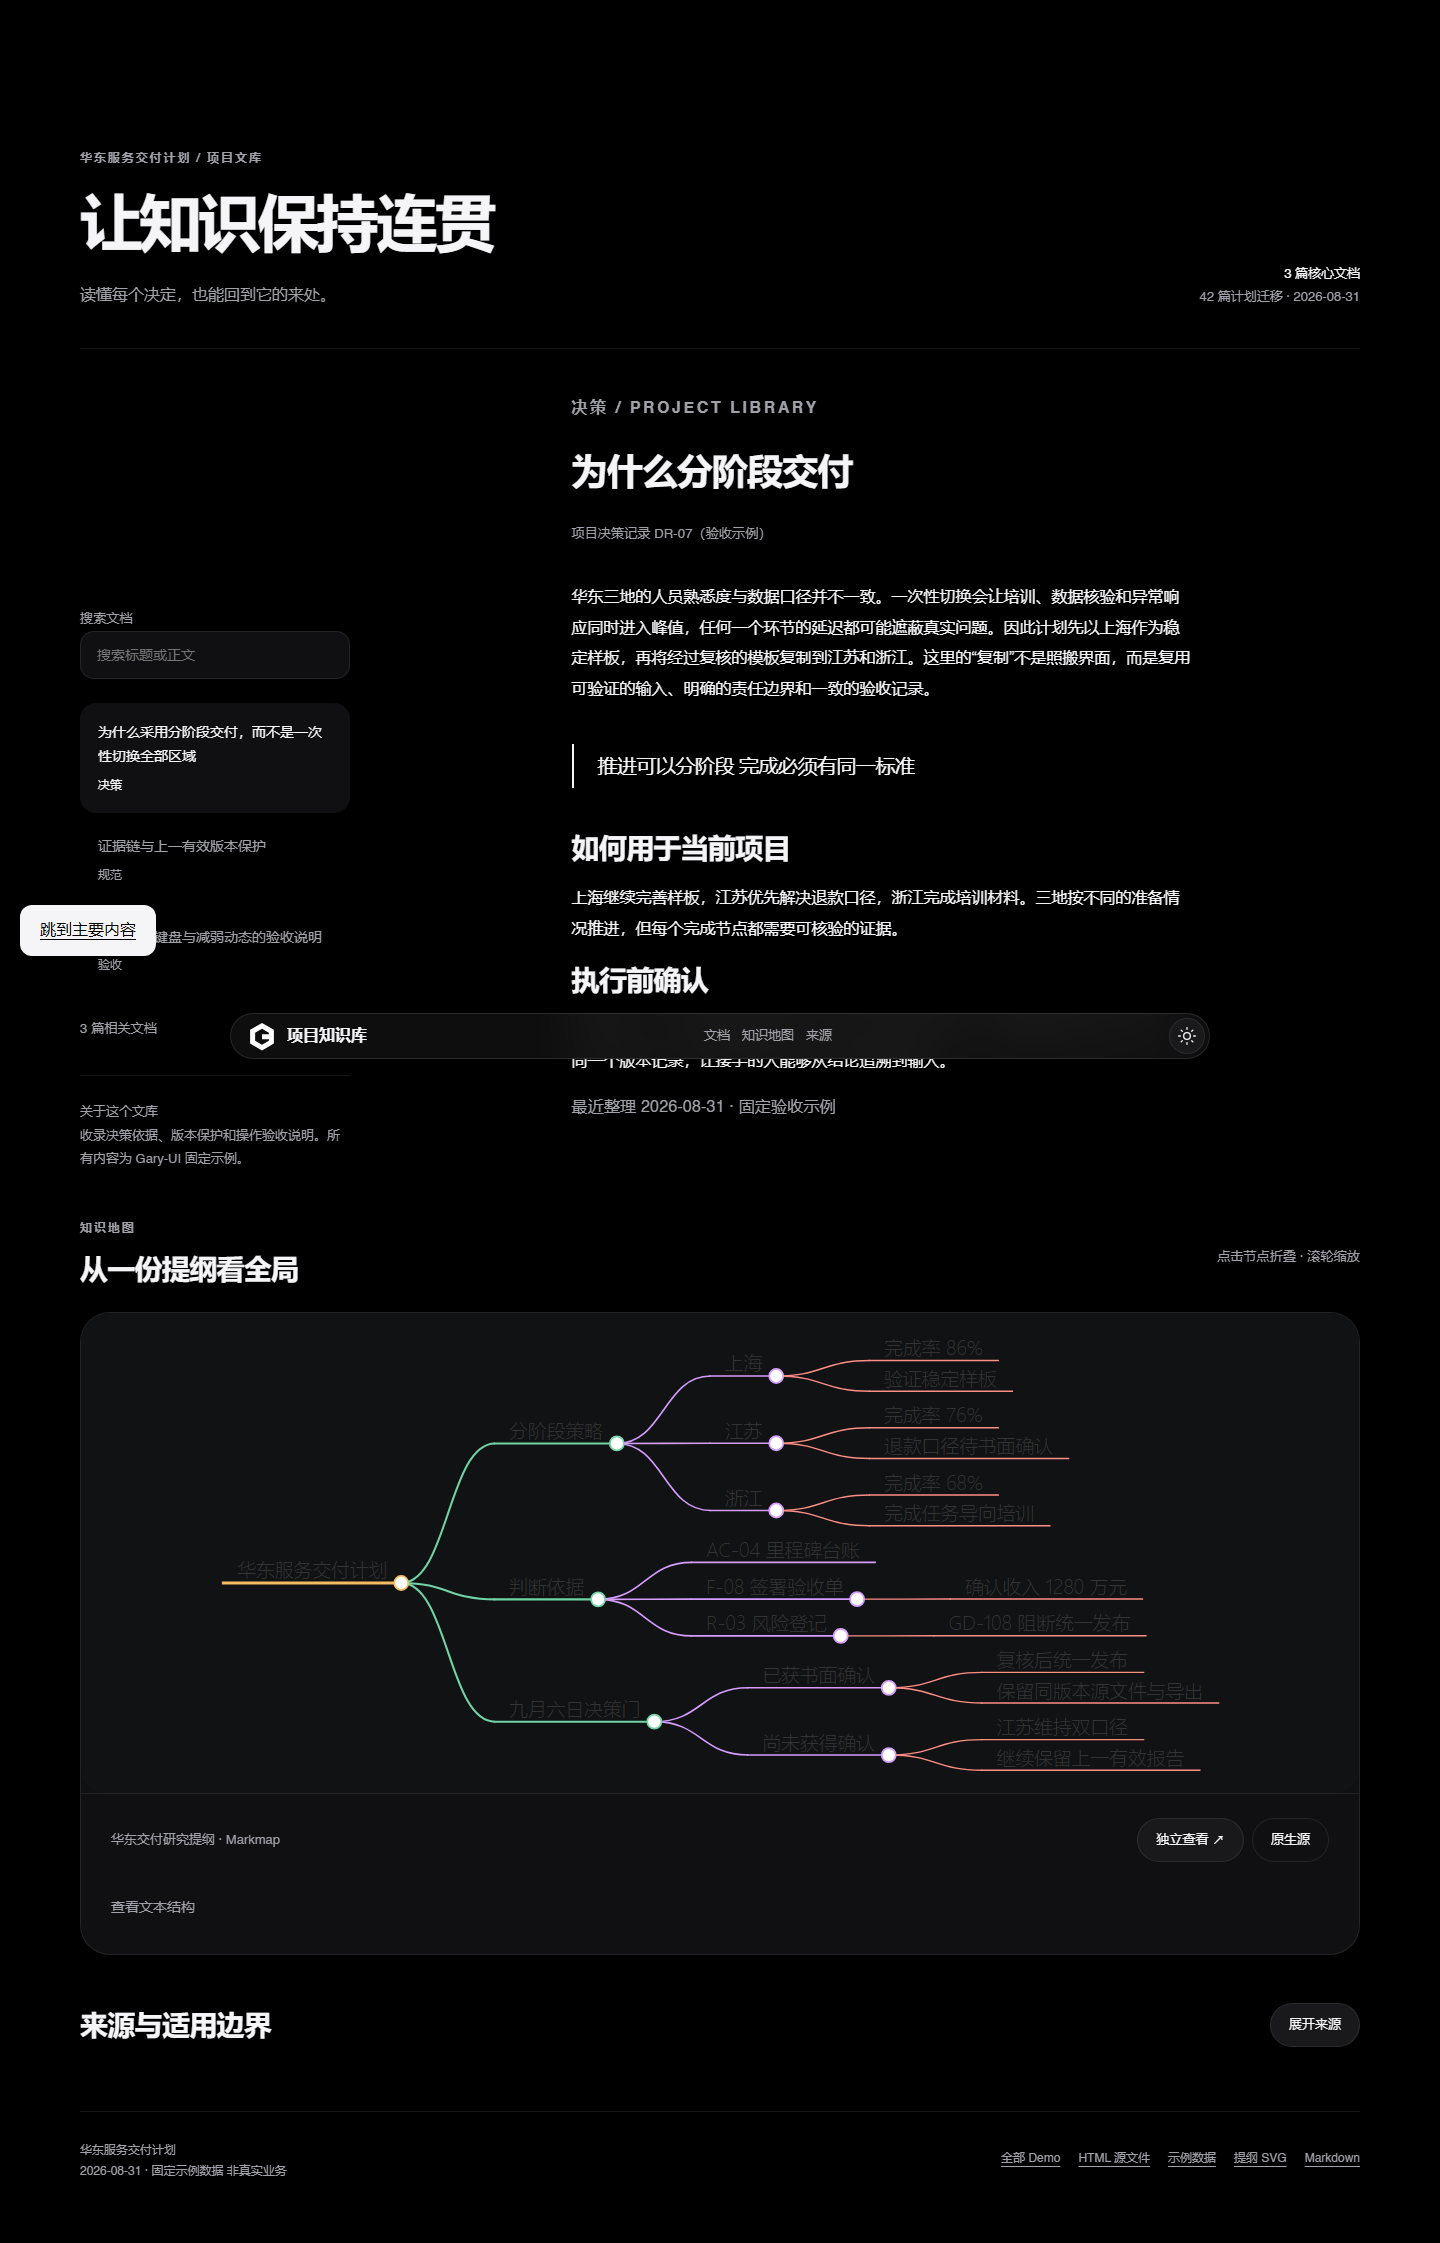 华东服务交付计划 / 项目文库
让知识保持连贯
读懂每个决定，也能回到它的来处。
3 篇核心文档
42 篇计划迁移 · 2026-08-31
搜索文档
搜索标题或正文
为什么采用分阶段交付，而不是一次
性切换全部区域
决策
证据链与上一有效版本保护
规范
跳到主要内容
键盘与减弱动态的验收说明
验收
3 篇相关文档
关于这个文库
收录决策依据、版本保护和操作验收说明。所
有内容为 Gary-UI 固定示例。
决策 / PROJECT LIBRARY
为什么分阶段交付
项目决策记录 DR-07（验收示例）
华东三地的人员熟悉度与数据口径并不一致。一次性切换会让培训、数据核验和异常响
应同时进入峰值，任何一个环节的延迟都可能遮蔽真实问题。因此计划先以上海作为稳
定样板，再将经过复核的模板复制到江苏和浙江。这里的“复制”不是照搬界面，而是复用
可验证的输入、明确的责任边界和一致的验收记录。
推进可以分阶段 完成必须有同一标准
如何用于当前项目
上海继续完善样板，江苏优先解决退款口径，浙江完成培训材料。三地按不同的准备情
况推进，但每个完成节点都需要可核验的证据。
执行前确认
项目知识库
文档 知识地图 来源
同一个版本记录，让接手的人能够从结论追溯到输入。
最近整理 2026-08-31 · 固定验收示例
知识地图
从一份提纲看全局
点击节点折叠 · 滚轮缩放
华东服务交付计划
分阶段策略
上海
完成率 86%
验证稳定样板
江苏
完成率 76%
退款口径待书面确认
浙江
完成率 68%
完成任务导向培训
判断依据
AC-04 里程碑台账
F-08 签署验收单
确认收入 1280 万元
R-03 风险登记
GD-108 阻断统一发布
九月六日决策门
已获书面确认
复核后统一发布
保留同版本源文件与导出
尚未获得确认
江苏维持双口径
继续保留上一有效报告
华东交付研究提纲 · Markmap
独立查看 ↗
原生源
查看文本结构
来源与适用边界
展开来源
华东服务交付计划
2026-08-31 · 固定示例数据 非真实业务
全部 Demo
HTML 源文件
示例数据
提纲 SVG
Markdown